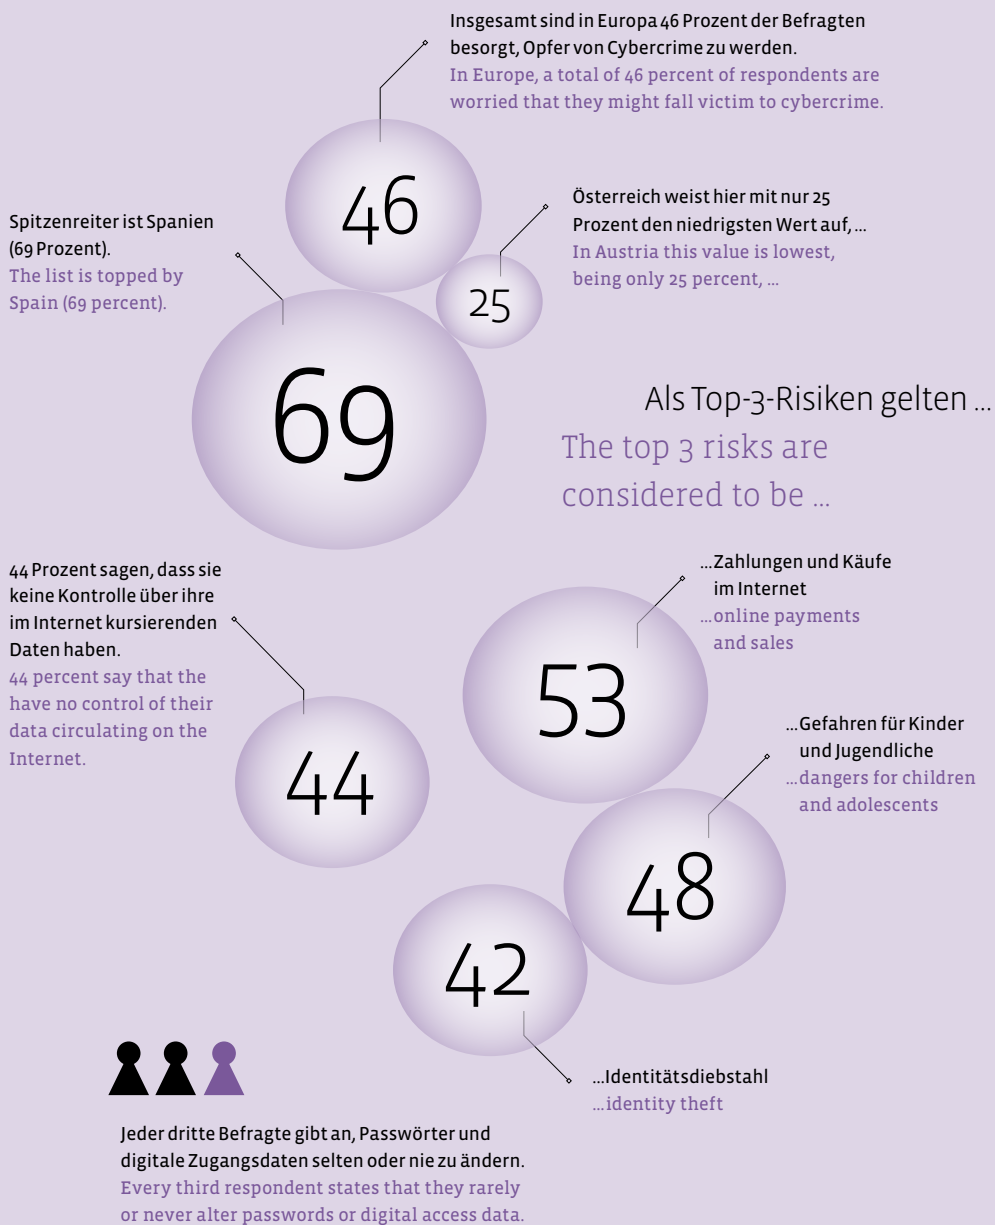 Insgesamt sind in Europa 46 Prozent der Befragten
besorgt, Opfer von Cybercrime zu werden.
In Europe, a total of 46 percent of respondents are
worried that they might fall victim to cybercrime.
46
Österreich weist hier mit nur 25
Prozent den niedrigsten Wert auf, ...
In Austria this value is lowest,
being only 25 percent, ...
25
Spitzenreiter ist Spanien
(69 Prozent).
The list is topped by
Spain (69 percent).
69
Als Top-3-Risiken gelten ...
The top 3 risks are
considered to be ...
44 Prozent sagen, dass sie
keine Kontrolle über ihre
im Internet kursierenden
Daten haben.
44 percent say that the
have no control of their
data circulating on the
Internet.
44
...Zahlungen und Käufe
im Internet
...online payments
and sales
53
...Gefahren für Kinder
und Jugendliche
...dangers for children
and adolescents
48
42
...Identitätsdiebstahl
...identity theft
Jeder dritte Befragte gibt an, Passwörter und
digitale Zugangsdaten selten oder nie zu ändern.
Every third respondent states that they rarely
or never alter passwords or digital access data.